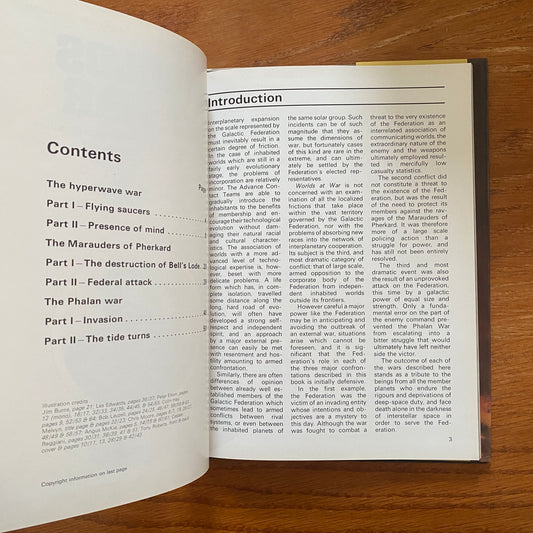 Contents
The hyperwave war
Part I – Flying saucers
Part II – Presence of mind
The Marauders of Pherkard
Part I – The destruction of Bell's Lode
Part II – Federal attack
The Phalan war
Part I – Invasion
Part II – The tide turns
Illustration credits
Copyright information on last page
Introduction
Interplanetary expansion
on the scale represented by
the Galactic Federation
must inevitably result in a
certain degree of friction.
In the case of inhabited
worlds which are still in a
fairly early evolutionary
stage, the problems of
incorporation are relatively
minor. The Advance Con-
tact Teams are able to
gradually introduce the
inhabitants to the benefits
of membership and en-
courage their technological
evolution without dam-
aging their natural racial
and cultural character-
istics. The association of
worlds with a more ad-
vanced level of techno-
logical expertise is, how-
ever, beset with more
delicate problems. A life
form which has, in com-
plete isolation, travelled
some distance along the
long, hard road of evol-
ution, will often have
developed a strong self-
respect and independent
spirit, and an approach
by a major external pre-
sence can easily be met
with resentment and hos-
tility amounting to armed
confrontation.
Similarly, there are often
differences of opinion
between already well es-
tablished members of the
Galactic Federation which
sometimes lead to armed
conflicts between rival
systems, or even between
the inhabited planets of
the same solar group. Such
incidents can be of such
magnitude that they as-
sume the dimensions of
war, but fortunately cases
of this kind are rare in the
extreme, and can ultim-
ately be settled by the
Federation's elected rep-
resentatives.
Worlds at War is not
concerned with an exam-
ination of all the localized
frictions that take place
within the vast territory
governed by the Galactic
Federation, nor with the
problems of absorbing new
races into the network of
interplanetary cooperation.
Its subject is the third, and
most dramatic category of
conflict; that of large scale,
armed opposition to the
corporate body of the
Federation from indepen-
dent inhabited worlds
outside its frontiers.
However careful a major
power like the Federation
may be in anticipating and
avoiding the outbreak of
an external war, situations
arise which cannot be
foreseen, and it is sig-
nificant that the Fed-
eration's role in each of
the three major confron-
tations described in this
book is initially defensive.
In the first example,
the Federation was the
victim of an invading entity
whose intentions and ob-
jectives are a mystery to
this day. Although the war
was fought to combat a
threat to the very existence
of the Federation as an
interrelated association of
communicating worlds, the
extraordinary nature of the
enemy and the weapons
ultimately employed resulted
in mercifully low
casualty statistics.
The second conflict did
not constitute a threat to
the existence of the Fed-
eration, but was the result
of the need to protect its
members against the rav-
ages of the Marauders of
Pherkard. It was therefore
more of a large scale
policing action than a
struggle for power, and
has still not been entirely
resolved.
The third and most
dramatic event was also
the result of an unprovoked
attack on the Federation,
this time by a galactic
power of equal size and
strength. Only a funda-
mental error on the part of
the enemy command pre-
vented the Phalan War
from escalating into a
bitter struggle that would
ultimately have left neither
side the victor.
The outcome of each of
the wars described here
stands as a tribute to the
beings from all the member
planets who endure the
rigours and deprivations of
deep-space duty, and face
death alone in the darkness
of interstellar space in
order to serve the Fed-
eration.
3